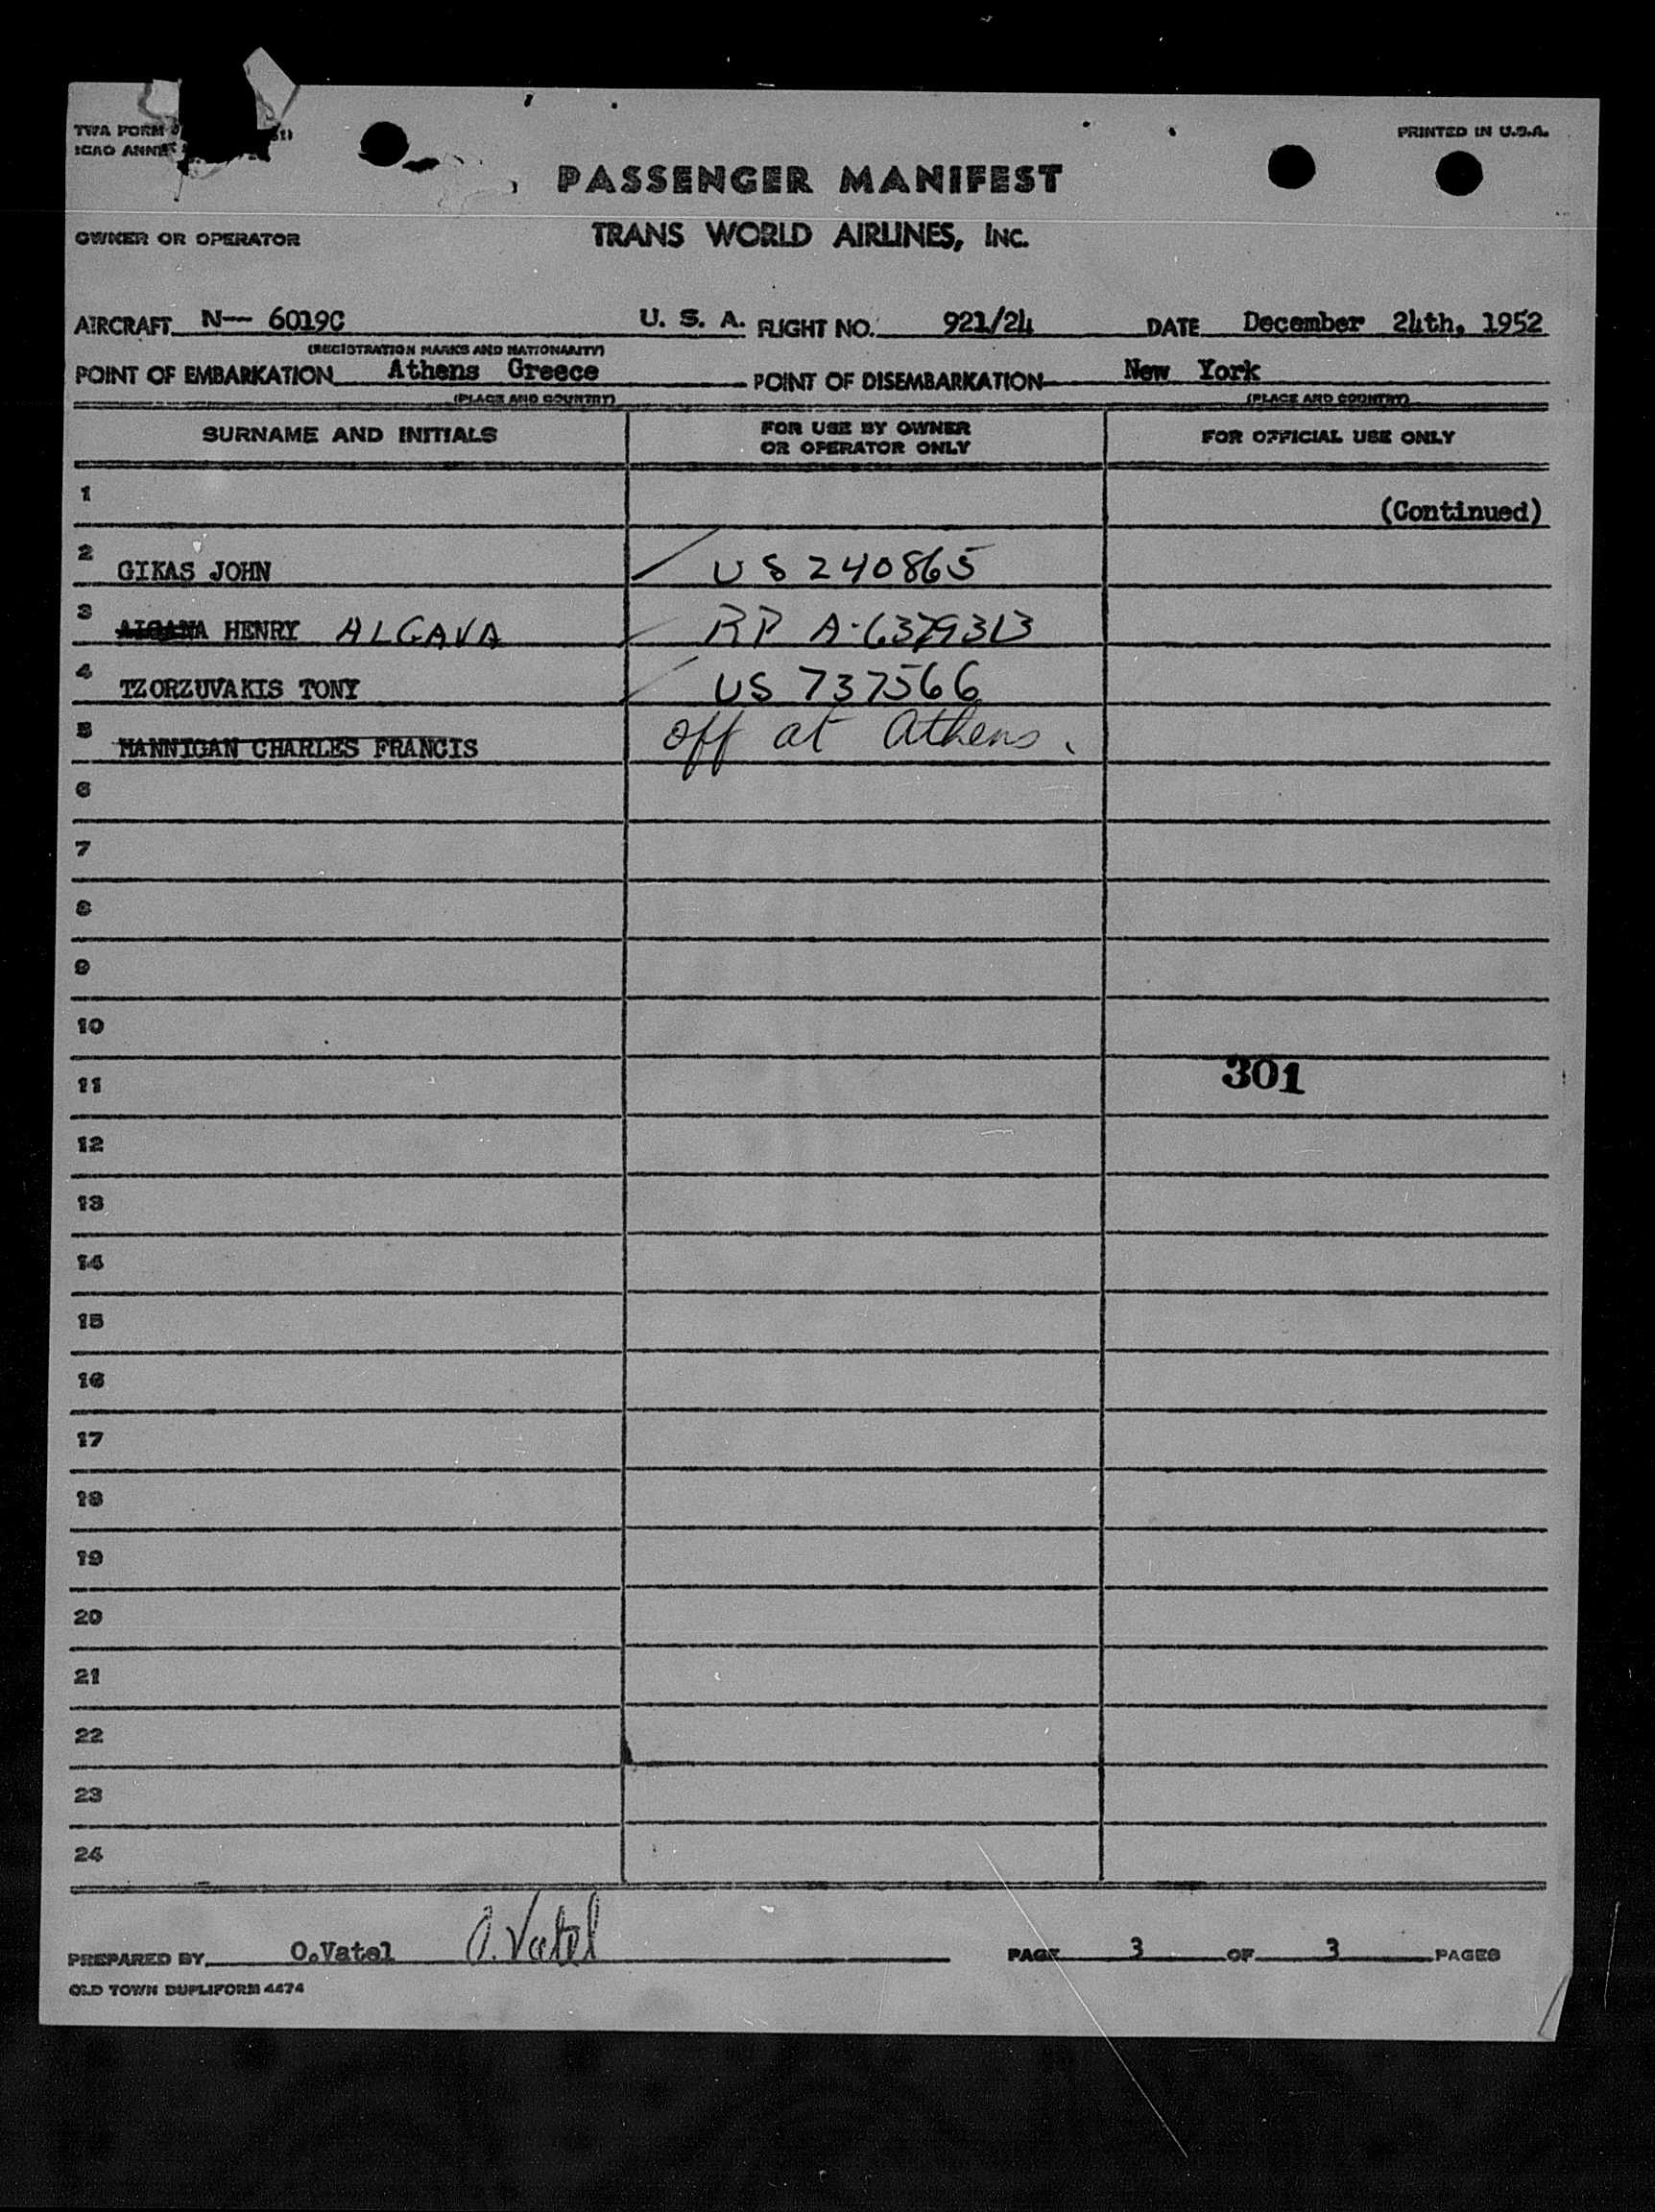 TWA FORM
PRINTED IN U.S.A.
ICAO ANNEX
PASSENGER MANIFEST
OWNER OR OPERATOR TRANS WORLD AIRLINES, INC.
AIRCRAFT N— 6019C U. S. A. FLIGHT NO. 921/24 DATE December 24th, 1952
(REGISTRATION MARKS AND NATIONALITY)
POINT OF EMBARKATION Athens Greece POINT OF DISEMBARKATION New York
(PLACE AND COUNTRY) (PLACE AND COUNTRY)
SURNAME AND INITIALS FOR USE BY OWNER OR OPERATOR ONLY FOR OFFICIAL USE ONLY
1 (Continued)
2 GIKAS JOHN US 240865
3 HENRY ALGAVA RP A-6379313
4 TZORZUVAKIS TONY US 737566
5 MANNIGAN CHARLES FRANCIS off at Athens.
6
7
8
9
10
11 301
12
13
14
15
16
17
18
19
20
21
22
23
24
PREPARED BY O.Vatel O.Vatel PAGE 3 OF 3 PAGES
OLD TOWN DUPLIFORM 4474